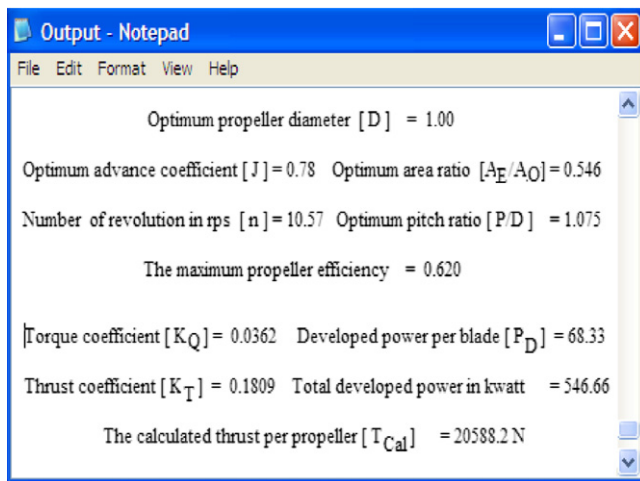 Output - Notepad
File Edit Format View Help
Optimum propeller diameter [ D ] = 1.00
Optimum advance coefficient [ J ] = 0.78 Optimum area ratio [AE/AO] = 0.546
Number of revolution in rps [ n ] = 10.57 Optimum pitch ratio [ P/D ] = 1.075
The maximum propeller efficiency = 0.620
Torque coefficient [ KQ ] = 0.0362 Developed power per blade [ PD ] = 68.33
Thrust coefficient [ KT ] = 0.1809 Total developed power in kwatt = 546.66
The calculated thrust per propeller [ TCal ] = 20588.2 N